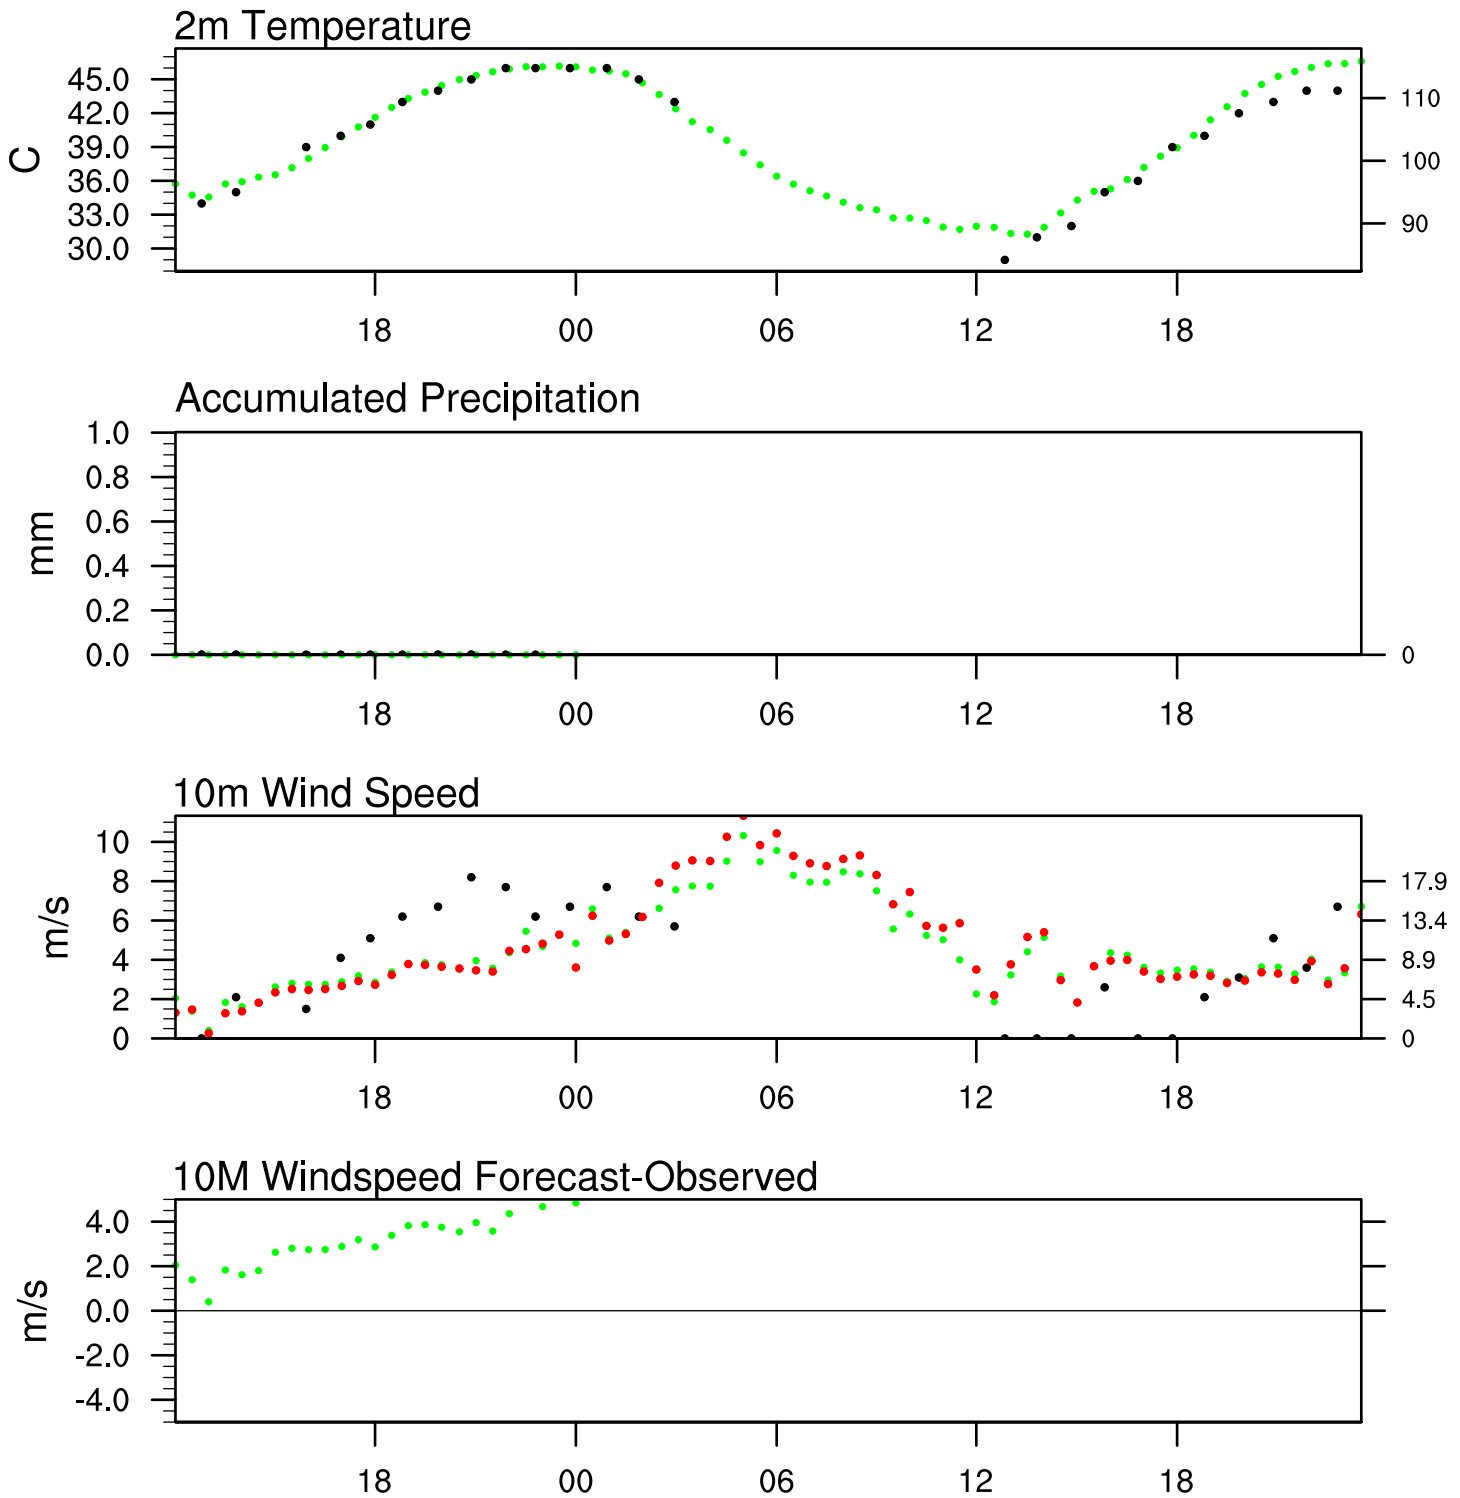 2m Temperature
C
45.0
42.0
39.0
36.0
33.0
30.0
110
100
90
18 00 06 12 18
Accumulated Precipitation
mm
1.0
0.8
0.6
0.4
0.2
0.0
0
18 00 06 12 18
10m Wind Speed
m/s
10
8
6
4
2
0
17.9
13.4
8.9
4.5
0
18 00 06 12 18
10M Windspeed Forecast-Observed
m/s
4.0
2.0
0.0
-2.0
-4.0
18 00 06 12 18